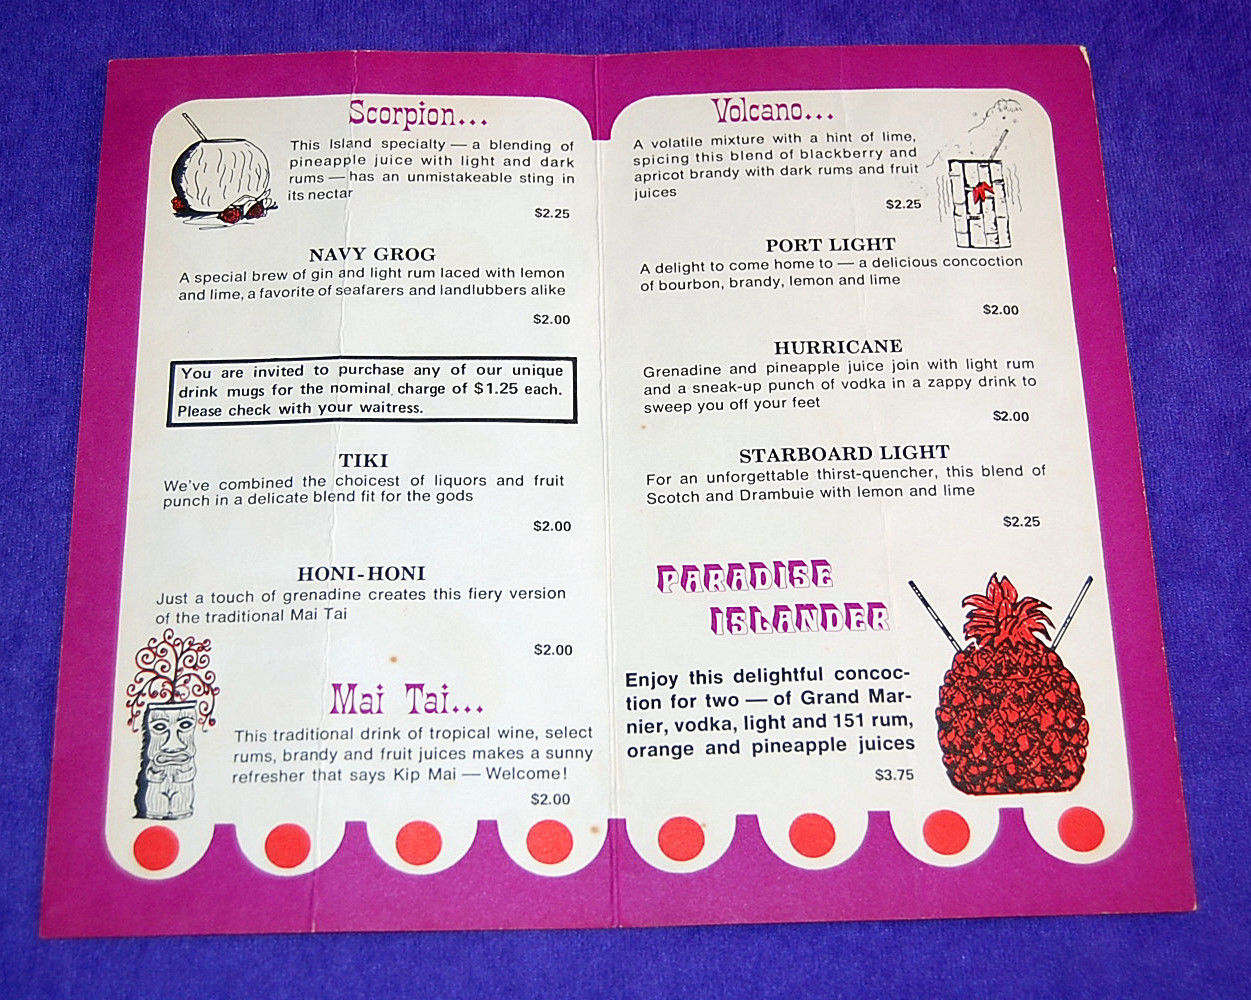 Scorpion...
This Island specialty — a blending of
pineapple juice with light and dark
rums — has an unmistakeable sting in
its nectar
$2.25
NAVY GROG
A special brew of gin and light rum laced with lemon
and lime, a favorite of seafarers and landlubbers alike
$2.00
You are invited to purchase any of our unique
drink mugs for the nominal charge of $1.25 each.
Please check with your waitress.
TIKI
We've combined the choicest of liquors and fruit
punch in a delicate blend fit for the gods
$2.00
HONI-HONI
Just a touch of grenadine creates this fiery version
of the traditional Mai Tai
$2.00
Mai Tai...
This traditional drink of tropical wine, select
rums, brandy and fruit juices makes a sunny
refresher that says Kip Mai — Welcome!
$2.00
Volcano...
A volatile mixture with a hint of lime,
spicing this blend of blackberry and
apricot brandy with dark rums and fruit
juices
$2.25
PORT LIGHT
A delight to come home to — a delicious concoction
of bourbon, brandy, lemon and lime
$2.00
HURRICANE
Grenadine and pineapple juice join with light rum
and a sneak-up punch of vodka in a zappy drink to
sweep you off your feet
$2.00
STARBOARD LIGHT
For an unforgettable thirst-quencher, this blend of
Scotch and Drambuie with lemon and lime
$2.25
PARADISE
ISLANDER
Enjoy this delightful concoc-
tion for two — of Grand Mar-
nier, vodka, light and 151 rum,
orange and pineapple juices
$3.75